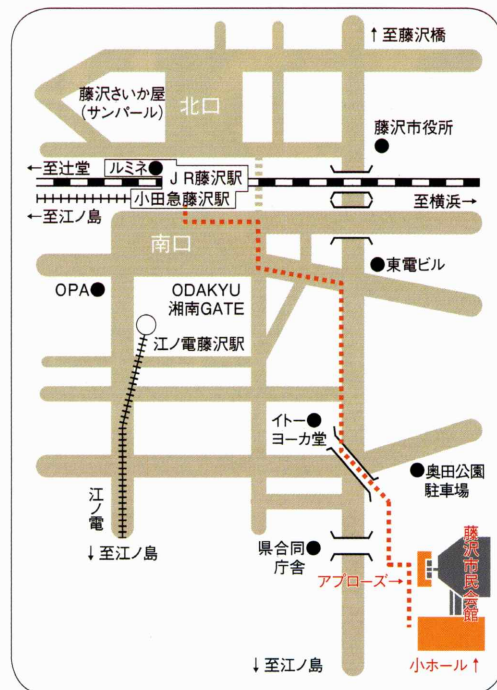 ↑至藤沢橋
藤沢さいか屋
(サンパール)
北口
藤沢市役所
←至辻堂
ルミネ
JR藤沢駅
小田急藤沢駅
至横浜→
←至江ノ島
南口
東電ビル
OPA
ODAKYU
湘南GATE
江ノ電藤沢駅
イトー
ヨーカ堂
奥田公園
駐車場
江ノ電
↓至江ノ島
県合同
庁舎
藤沢市民会館
アプローズ→
↓至江ノ島
小ホール↑